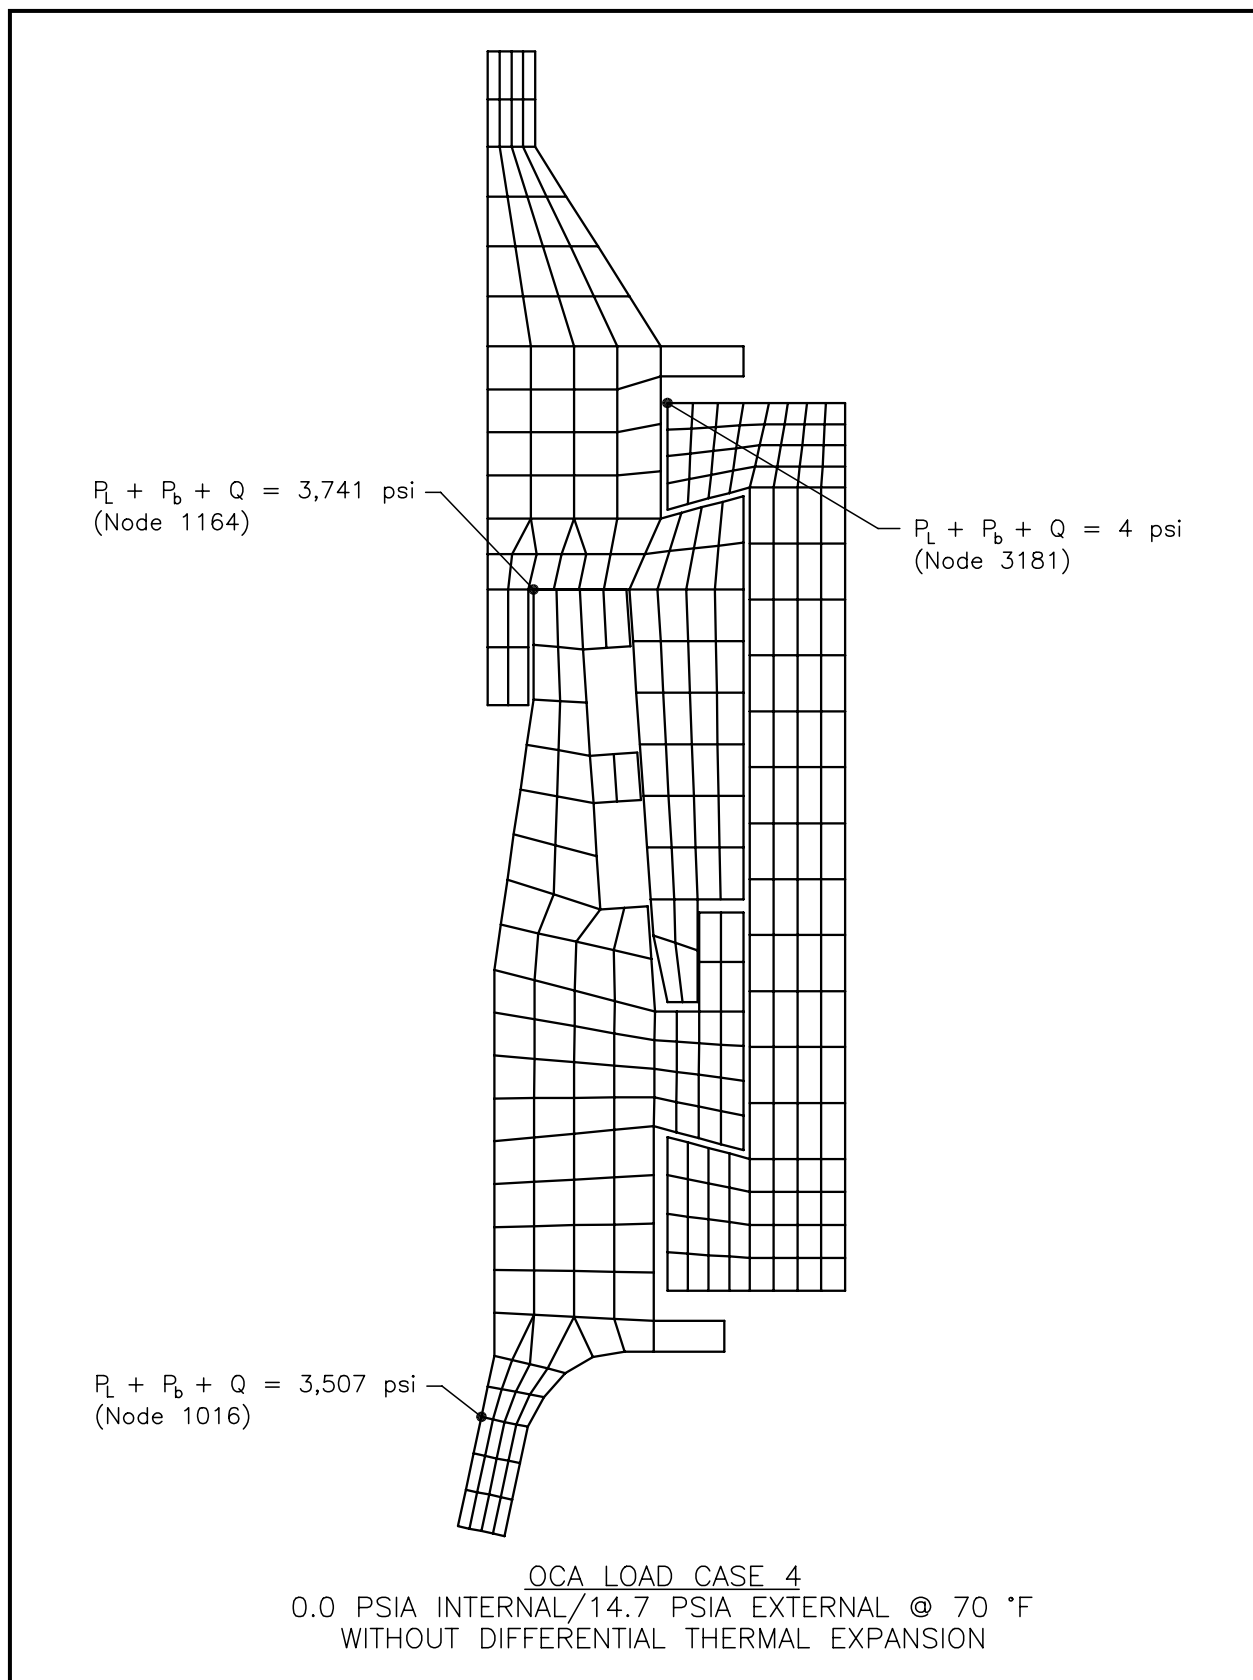 P_L + P_b + Q = 3,741 psi
(Node 1164)
P_L + P_b + Q = 4 psi
(Node 3181)
P_L + P_b + Q = 3,507 psi
(Node 1016)
OCA LOAD CASE 4
0.0 PSIA INTERNAL/14.7 PSIA EXTERNAL @ 70 °F
WITHOUT DIFFERENTIAL THERMAL EXPANSION